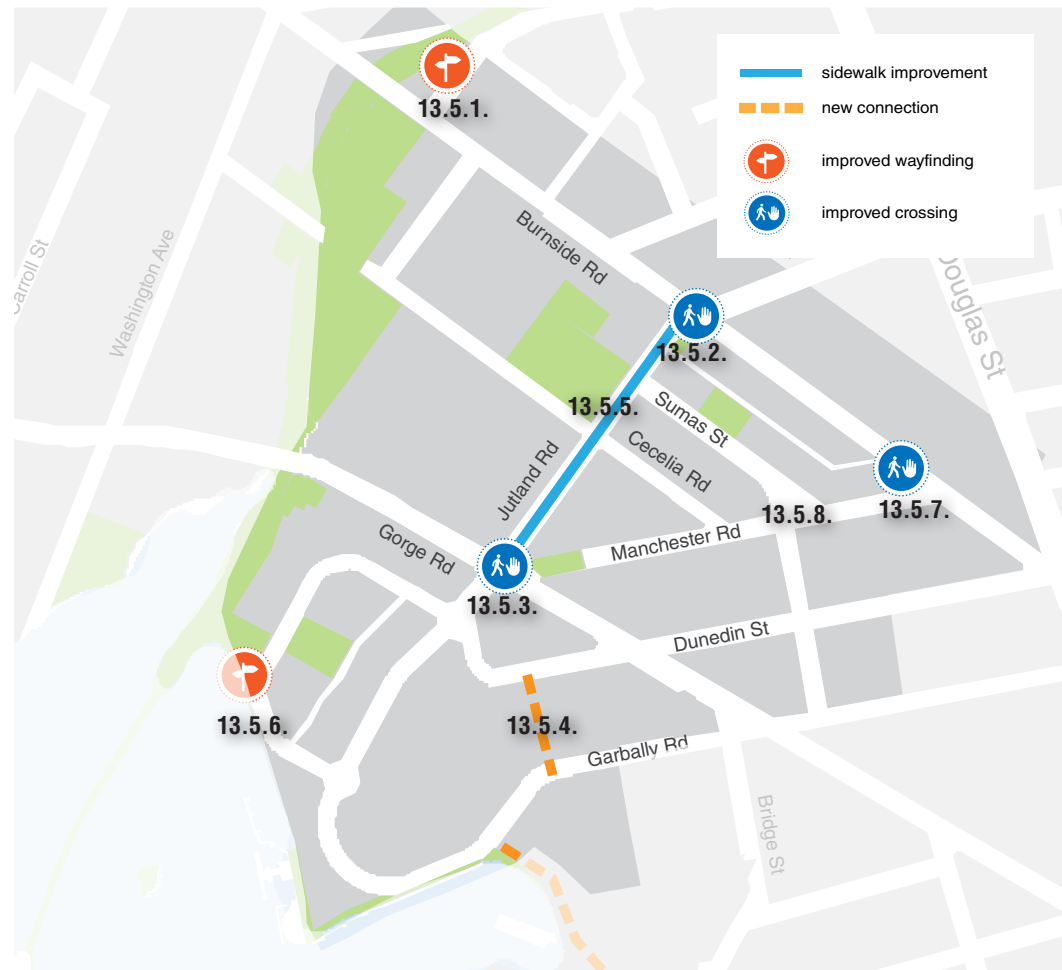 sidewalk improvement
new connection
improved wayfinding
improved crossing
13.5.1.
Burnside Rd
Carroll St
Washington Ave
Douglas St
13.5.2.
13.5.5.
Sumas St
Cecelia Rd
Jutland Rd
13.5.7.
13.5.8.
Manchester Rd
Gorge Rd
13.5.3.
Dunedin St
13.5.6.
13.5.4.
Garbally Rd
Bridge St